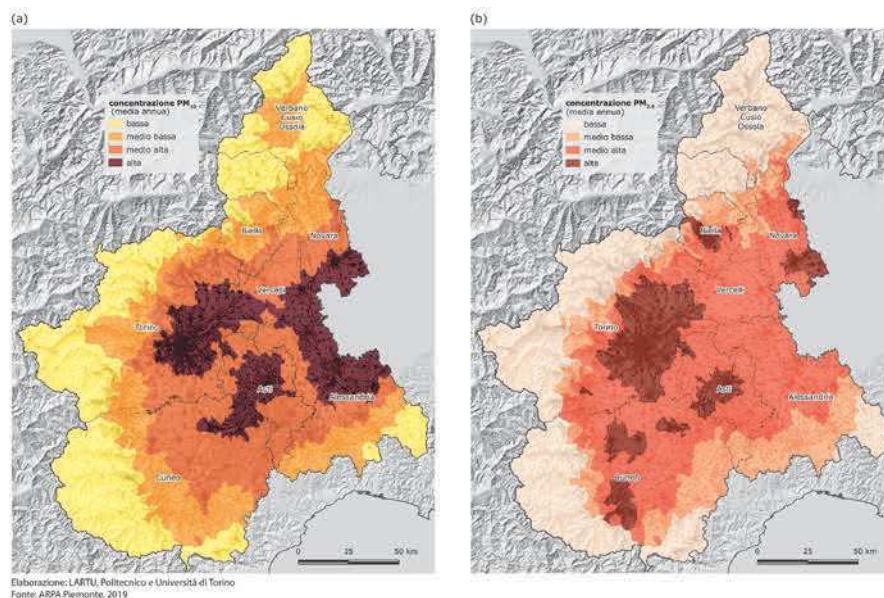 (a)
(b)
concentrazione PM10
(media annua)
bassa
medio bassa
medio alta
alta
Verbano
Cusio
Ossola
Biella
Novara
Vercelli
Torino
Asti
Alessandria
Cuneo
0 25 50 km
concentrazione PM2.5
(media annua)
bassa
medio bassa
medio alta
alta
Verbano
Cusio
Ossola
Biella
Novara
Vercelli
Torino
Asti
Alessandria
Cuneo
0 25 50 km
Elaborazione: LARTU, Politecnico e Università di Torino
Fonte: ARPA Piemonte, 2019